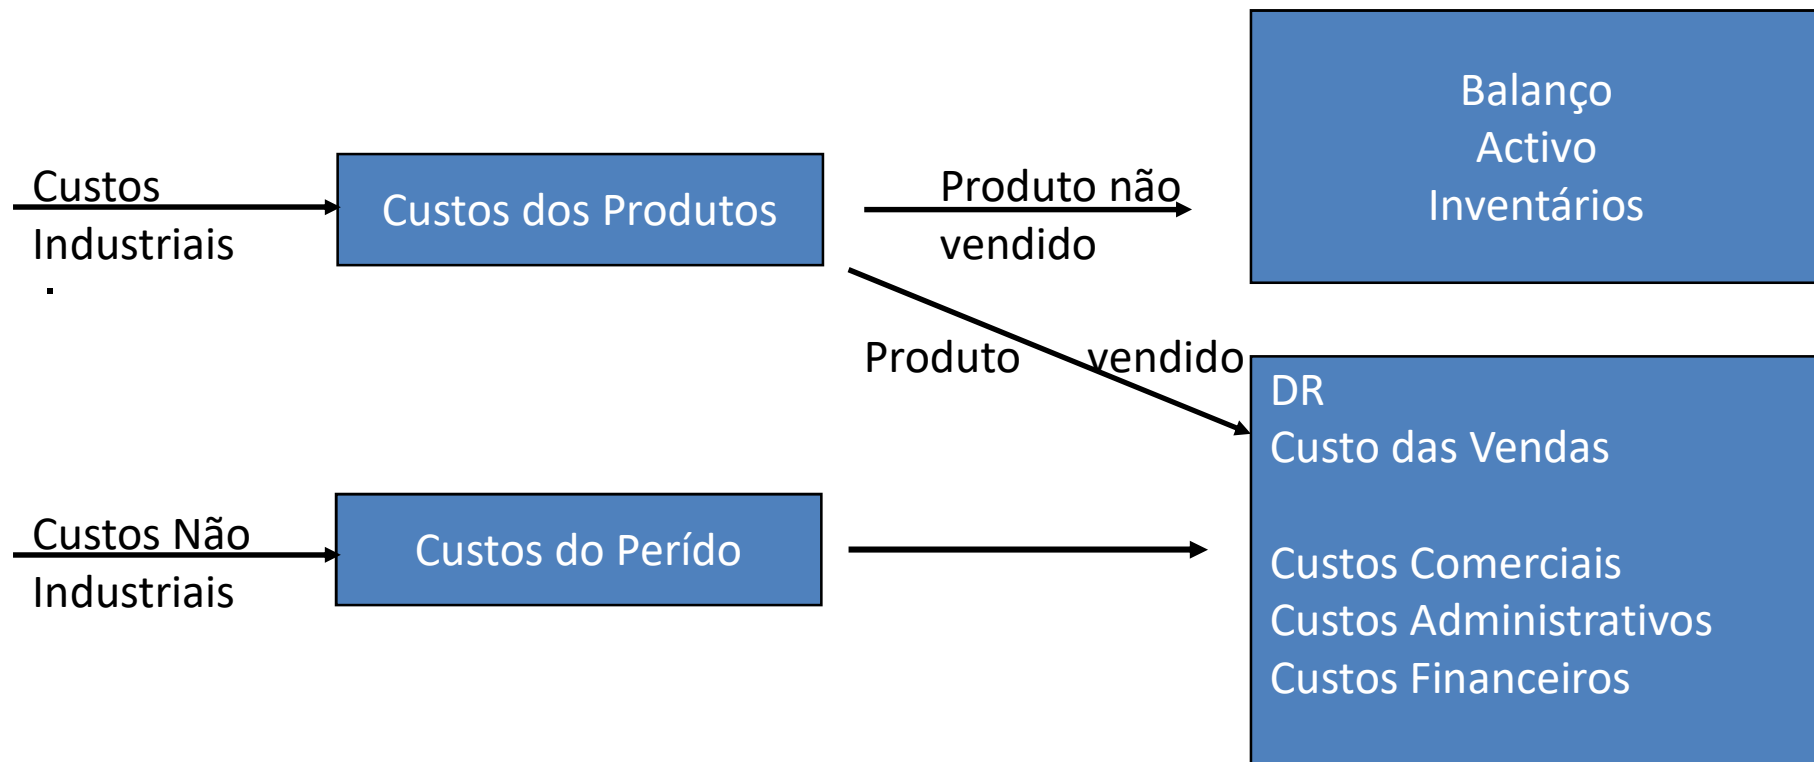 Custos
Industriais
.
Custos dos Produtos
Produto não
vendido
Balanço
Activo
Inventários
Produto vendido
DR
Custo das Vendas
Custos Comerciais
Custos Administrativos
Custos Financeiros
Custos Não
Industriais
Custos do Perído